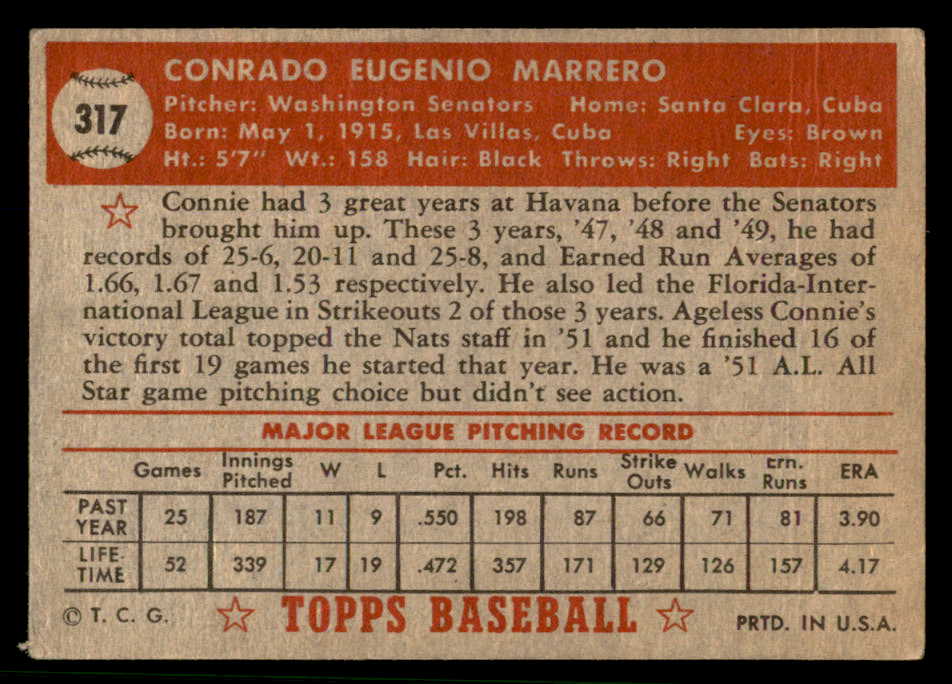 317
CONRADO EUGENIO MARRERO
Pitcher: Washington Senators Home: Santa Clara, Cuba
Born: May 1, 1915, Las Villas, Cuba Eyes: Brown
Ht.: 5'7" Wt.: 158 Hair: Black Throws: Right Bats: Right
Connie had 3 great years at Havana before the Senators
brought him up. These 3 years, '47, '48 and '49, he had
records of 25-6, 20-11 and 25-8, and Earned Run Averages of
1.66, 1.67 and 1.53 respectively. He also led the Florida-Inter-
national League in Strikeouts 2 of those 3 years. Ageless Connie's
victory total topped the Nats staff in '51 and he finished 16 of
the first 19 games he started that year. He was a '51 A.L. All
Star game pitching choice but didn't see action.
MAJOR LEAGUE PITCHING RECORD
Games Innings Pitched W L Pct. Hits Runs Strike Outs Walks Ern. Runs ERA
PAST YEAR 25 187 11 9 .550 198 87 66 71 81 3.90
LIFE-TIME 52 339 17 19 .472 357 171 129 126 157 4.17
© T. C. G. TOPPS BASEBALL PRTD. IN U.S.A.